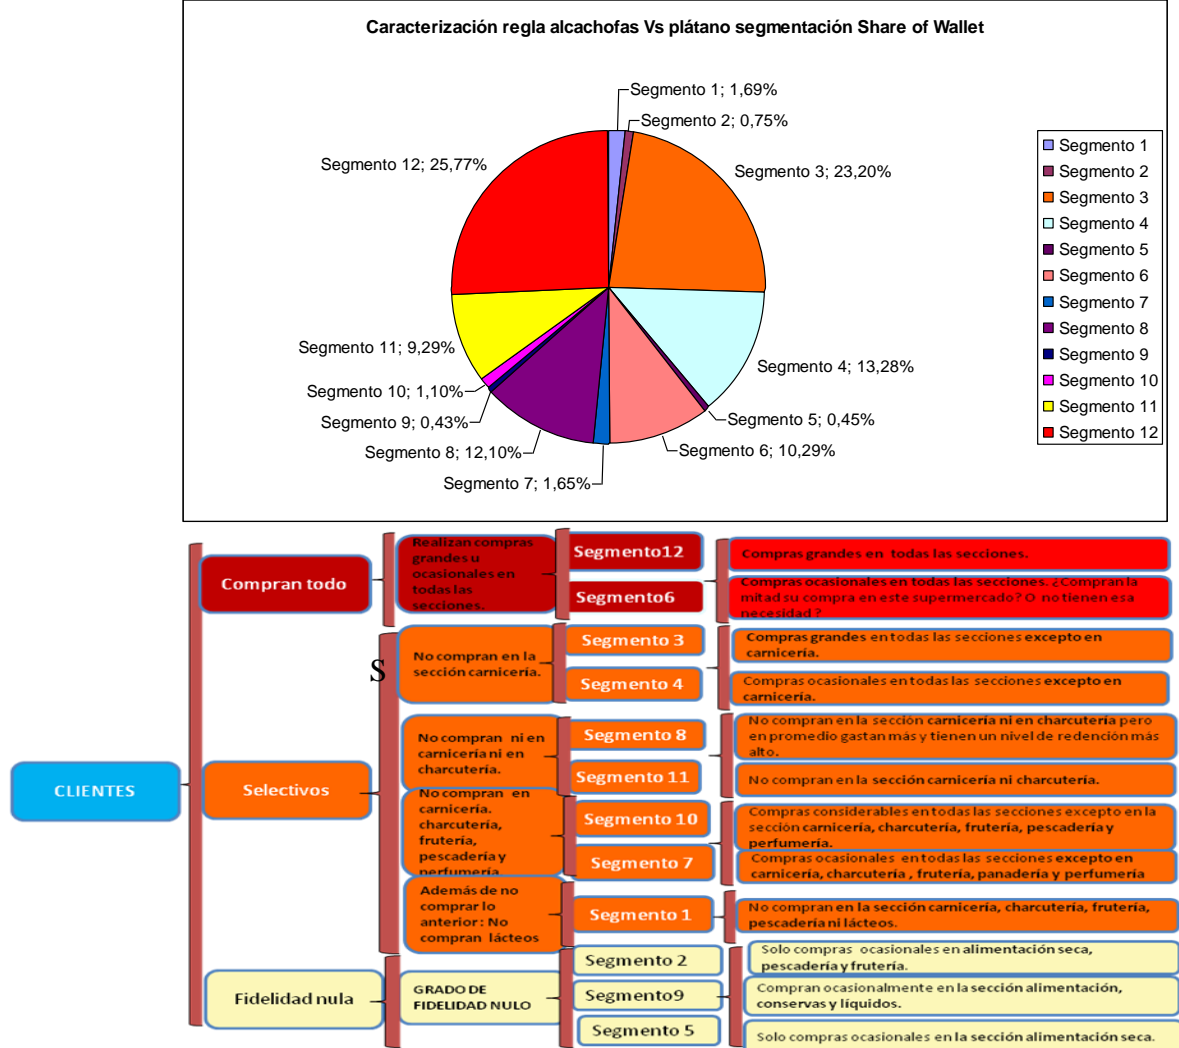 Caracterización regla alcachofas Vs plátano segmentación Share of Wallet
Segmento 1; 1,69%
Segmento 2; 0,75%
Segmento 3; 23,20%
Segmento 4; 13,28%
Segmento 5; 0,45%
Segmento 6; 10,29%
Segmento 7; 1,65%
Segmento 8; 12,10%
Segmento 9; 0,43%
Segmento 10; 1,10%
Segmento 11; 9,29%
Segmento 12; 25,77%
Segmento 1
Segmento 2
Segmento 3
Segmento 4
Segmento 5
Segmento 6
Segmento 7
Segmento 8
Segmento 9
Segmento 10
Segmento 11
Segmento 12
CLIENTES
Compran todo
Realizan compras
grandes u
ocasionales en
todas las
secciones.
Segmento12
Compras grandes en todas las secciones.
Segmento6
Compras ocasionales en todas las secciones. ¿Compran la
mitad su compra en este supermercado? O no tienen esa
necesidad ?
S
Selectivos
No compran en la
sección carnicería.
Segmento 3
Compras grandes en todas las secciones excepto en
carnicería.
Segmento 4
Compras ocasionales en todas las secciones excepto en
carnicería.
No compran ni en
carnicería ni en
charcutería.
Segmento 8
No compran en la sección carnicería ni en charcutería pero
en promedio gastan más y tienen un nivel de redención más
alto.
Segmento 11
No compran en la sección carnicería ni charcutería.
No compran en
carnicería.
charcutería,
frutería,
pescadería y
perfumería.
Segmento 10
Compras considerables en todas las secciones excepto en la
sección carnicería, charcutería, frutería, pescadería y
perfumería.
Segmento 7
Compras ocasionales en todas las secciones excepto en
carnicería, charcutería , frutería, panadería y perfumería
Además de no
comprar lo
anterior : No
compran lácteos
Segmento 1
No compran en la sección carnicería, charcutería, frutería,
pescadería ni lácteos.
Fidelidad nula
GRADO DE
FIDELIDAD NULO
Segmento 2
Solo compras ocasionales en alimentación seca,
pescadería y frutería.
Segmento9
Compran ocasionalmente en la sección alimentación,
conservas y líquidos.
Segmento 5
Solo compras ocasionales en la sección alimentación seca.